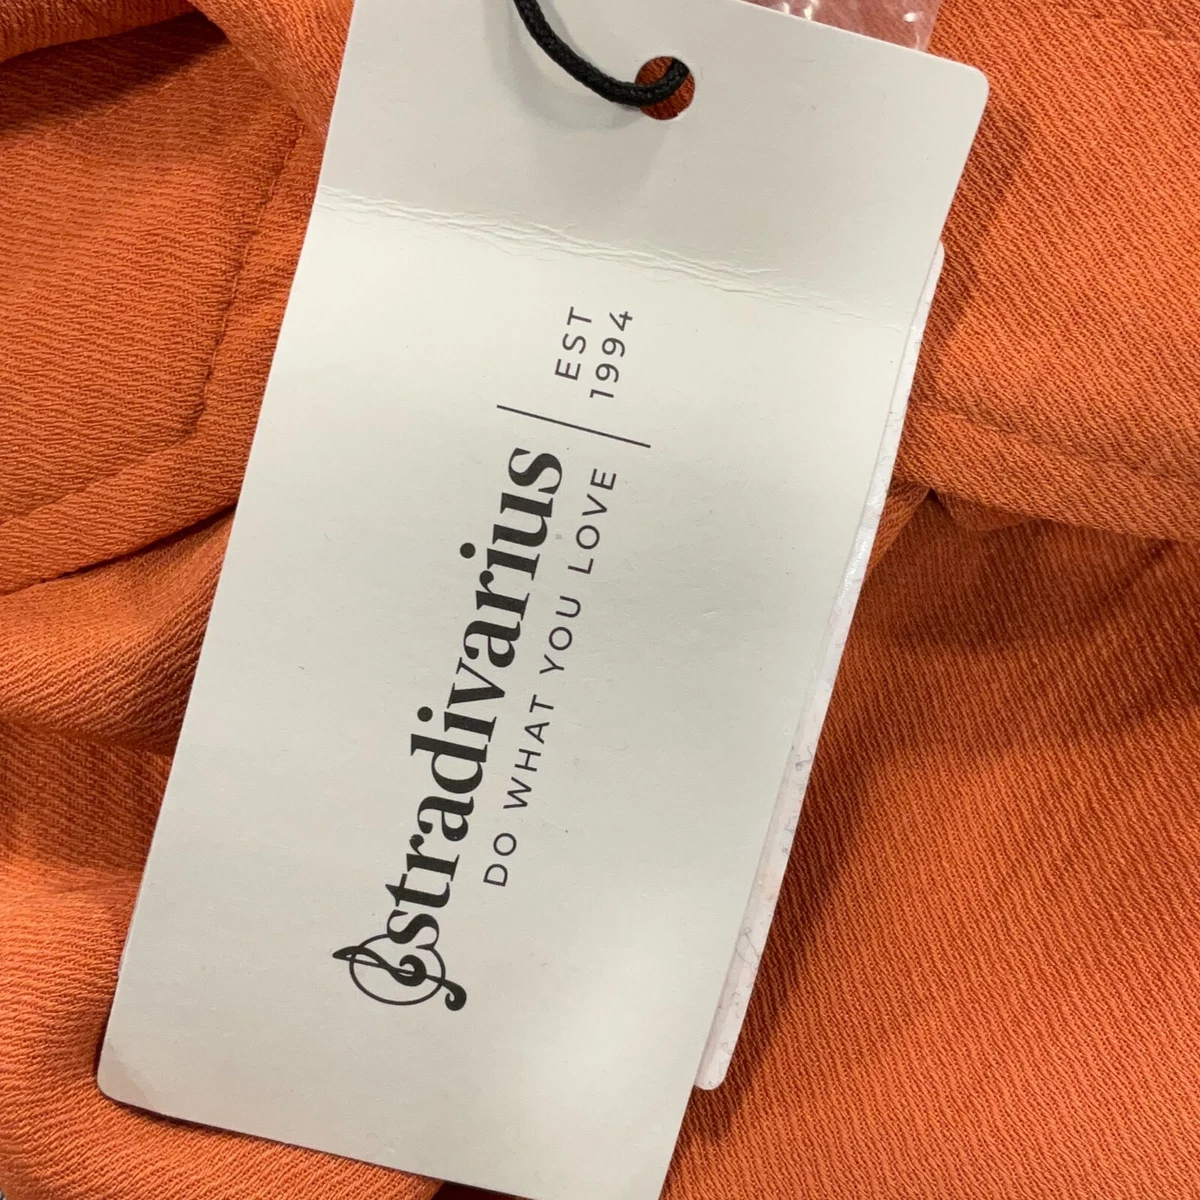 stradivarius
DO WHAT YOU LOVE
EST
1994